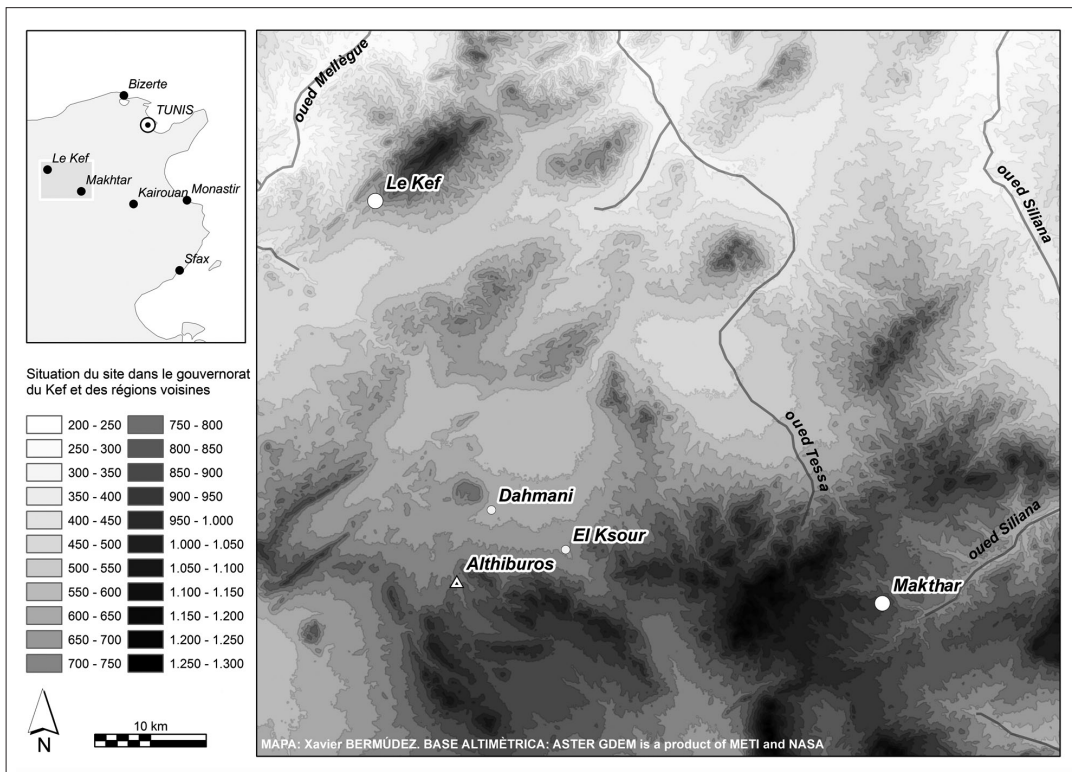 Bizerte
TUNIS
Le Kef
Makhtar
Kairouan
Monastir
Sfax
Situation du site dans le gouvernorat
du Kef et des régions voisines
200 - 250
250 - 300
300 - 350
350 - 400
400 - 450
450 - 500
500 - 550
550 - 600
600 - 650
650 - 700
700 - 750
750 - 800
800 - 850
850 - 900
900 - 950
950 - 1.000
1.000 - 1.050
1.050 - 1.100
1.100 - 1.150
1.150 - 1.200
1.200 - 1.250
1.250 - 1.300
N
10 km
oued Mellègue
Le Kef
oued Siliana
oued Tessa
Dahmani
El Ksour
Althiburos
oued Siliana
Makthar
MAPA: Xavier BERMÚDEZ. BASE ALTIMÈTRICA: ASTER GDEM is a product of METI and NASA